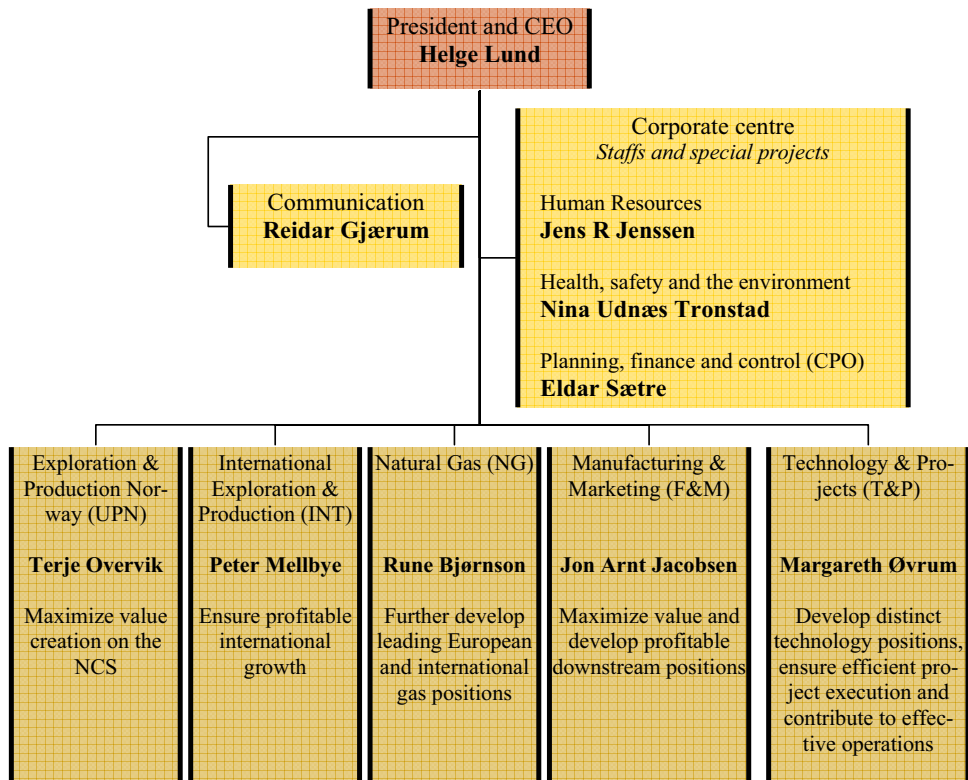 President and CEO
Helge Lund
Corporate centre
Staffs and special projects
Communication
Reidar Gjærum
Human Resources
Jens R Jenssen
Health, safety and the environment
Nina Udnæs Tronstad
Planning, finance and control (CPO)
Eldar Sætre
Exploration &
Production Nor-
way (UPN)
Terje Overvik
Maximize value
creation on the
NCS
International
Exploration &
Production (INT)
Peter Mellbye
Ensure profitable
international
growth
Natural Gas (NG)
Rune Bjørnson
Further develop
leading European
and international
gas positions
Manufacturing &
Marketing (F&M)
Jon Arnt Jacobsen
Maximize value and
develop profitable
downstream positions
Technology & Pro-
jects (T&P)
Margareth Øvrum
Develop distinct
technology positions,
ensure efficient pro-
ject execution and
contribute to effec-
tive operations